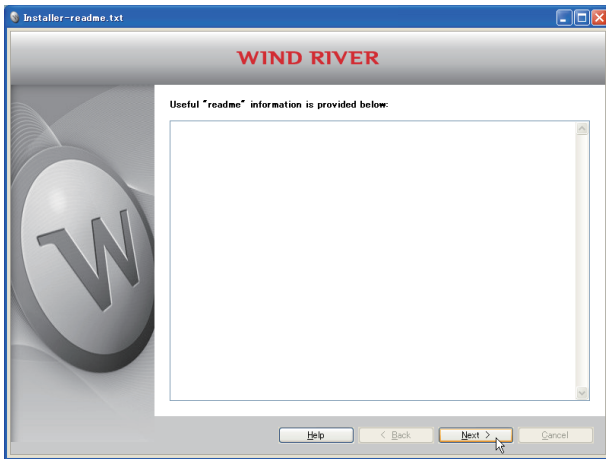 Installer-readme.txt
WIND RIVER
Useful "readme" information is provided below:
W
Help
< Back
Next >
Cancel